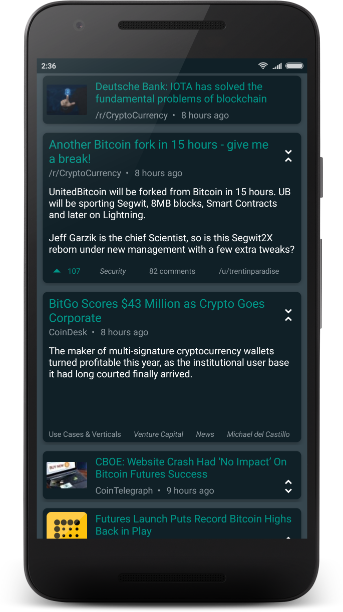 2:36
Deutsche Bank: IOTA has solved the
fundamental problems of blockchain
/r/CryptoCurrency • 8 hours ago
Another Bitcoin fork in 15 hours - give me
a break!
/r/CryptoCurrency • 8 hours ago
UnitedBitcoin will be forked from Bitcoin in 15 hours. UB
will be sporting Segwit, 8MB blocks, Smart Contracts
and later on Lightning.
Jeff Garzik is the chief Scientist, so is this Segwit2X
reborn under new management with a few extra tweaks?
107 Security 82 comments /u/trentinparadise
BitGo Scores $43 Million as Crypto Goes
Corporate
CoinDesk • 8 hours ago
The maker of multi-signature cryptocurrency wallets
turned profitable this year, as the institutional user base
it had long courted finally arrived.
Use Cases & Verticals Venture Capital News Michael del Castillo
CBOE: Website Crash Had 'No Impact' On
Bitcoin Futures Success
CoinTelegraph • 9 hours ago
Futures Launch Puts Record Bitcoin Highs
Back in Play